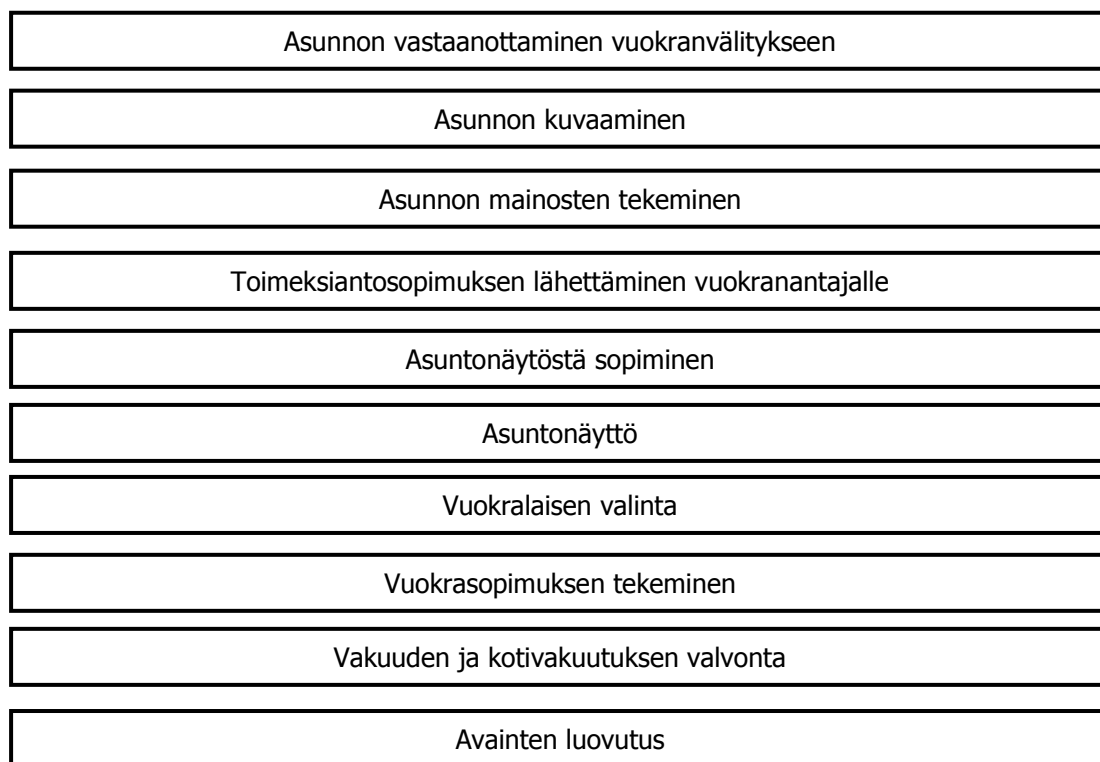 Asunnon vastaanottaminen vuokranvälitykseen
Asunnon kuvaaminen
Asunnon mainosten tekeminen
Toimeksiantosopimuksen lähettäminen vuokranantajalle
Asuntonäytöstä sopiminen
Asuntonäyttö
Vuokralaisen valinta
Vuokrasopimuksen tekeminen
Vakuuden ja kotivakuutuksen valvonta
Avainten luovutus